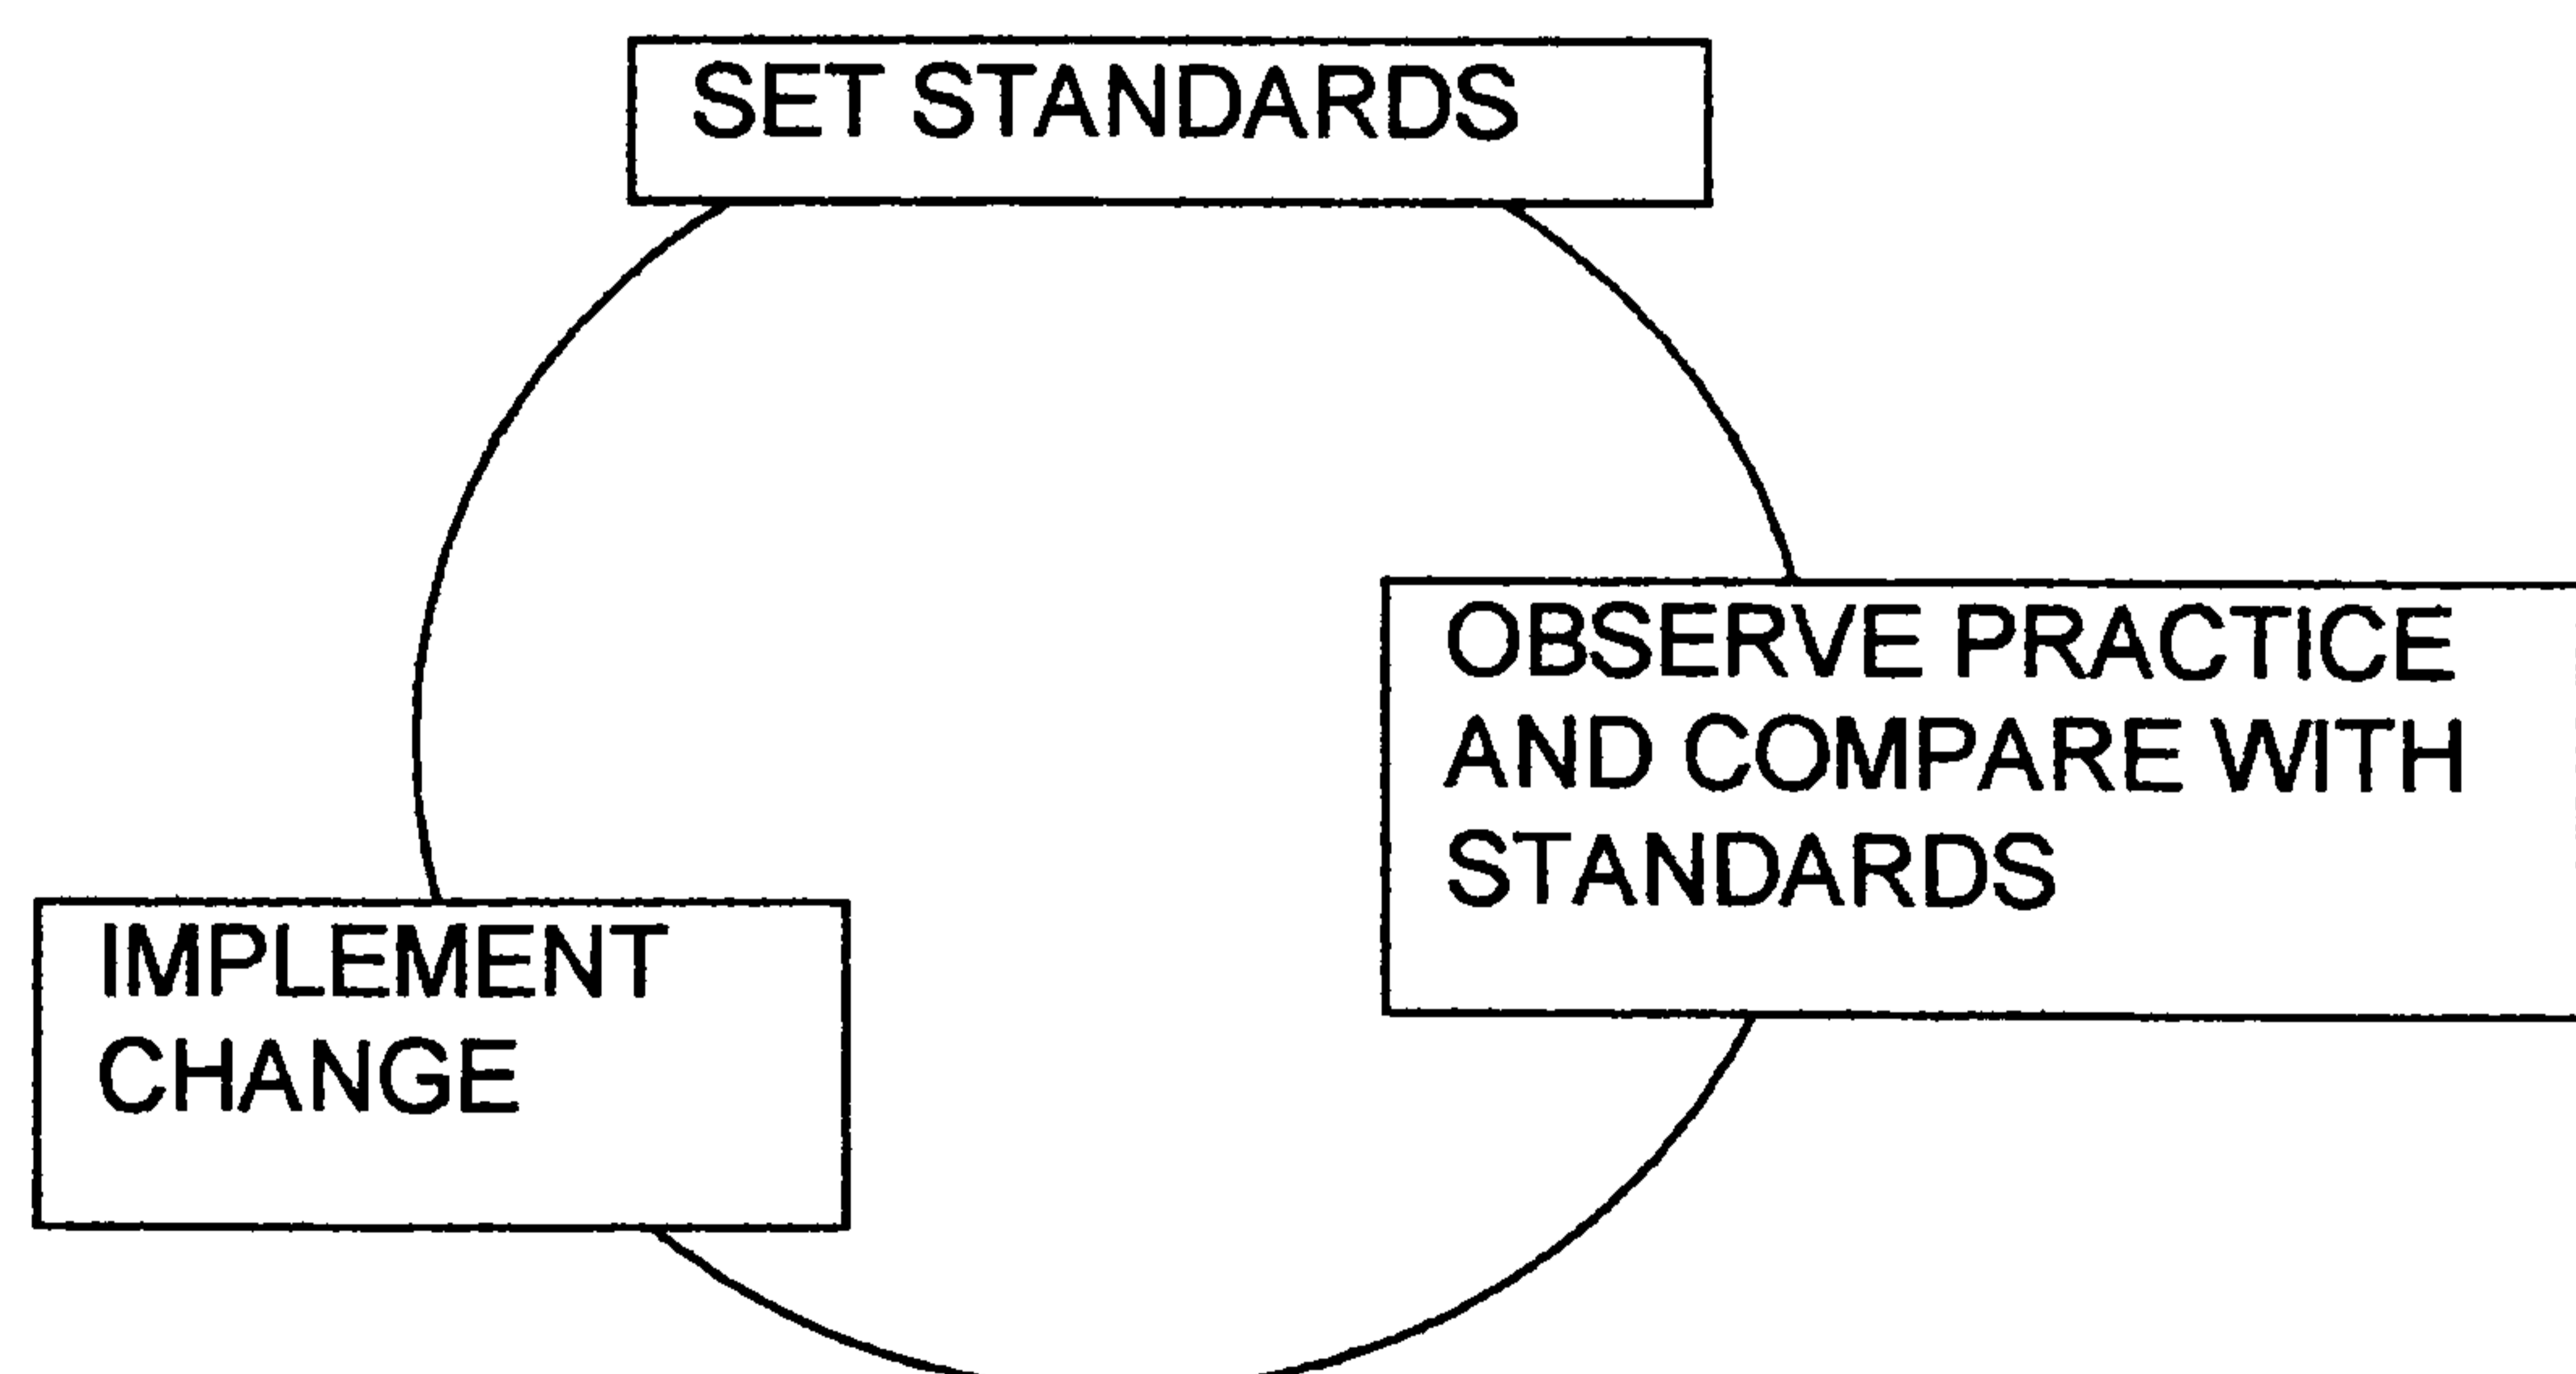 SET STANDARDS
OBSERVE PRACTICE
AND COMPARE WITH
STANDARDS
IMPLEMENT
CHANGE